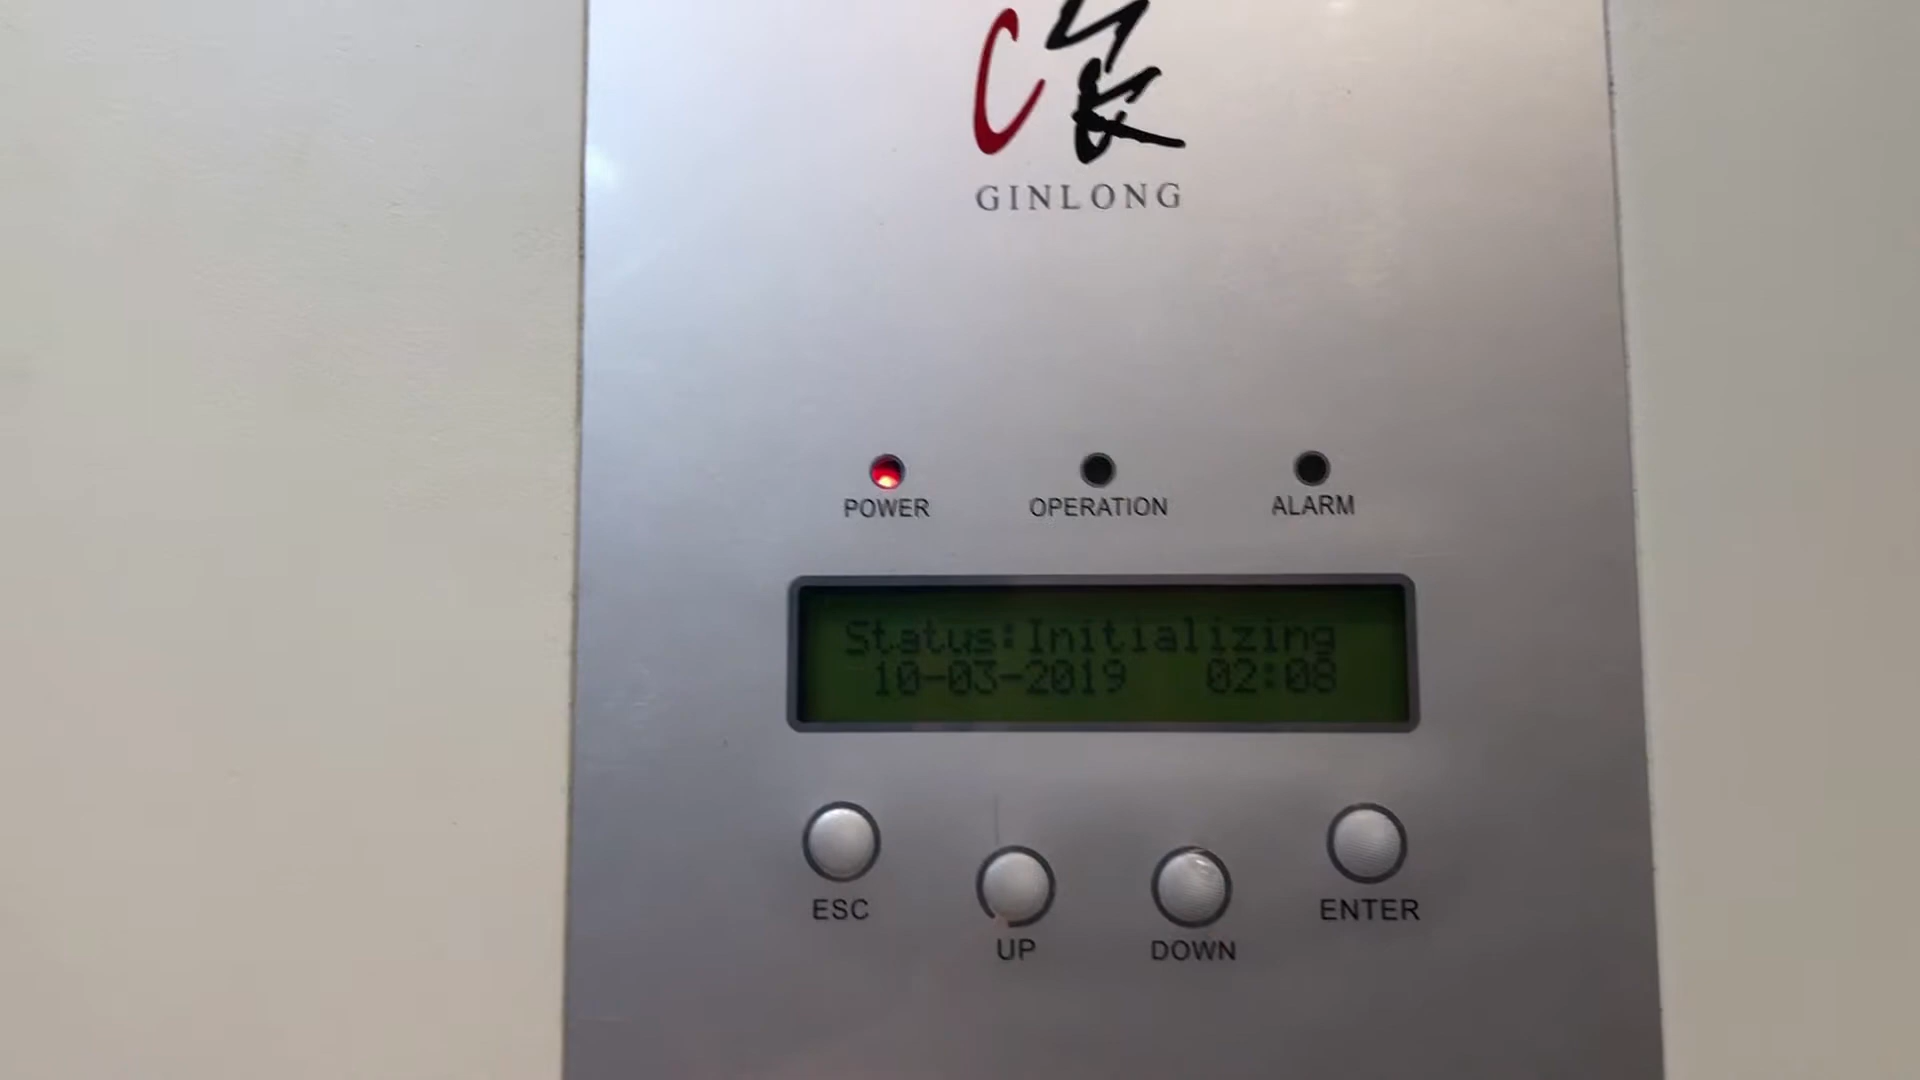 GINLONG
POWER OPERATION ALARM
Status:Initializing
10-03-2019 02:08
ESC UP DOWN ENTER